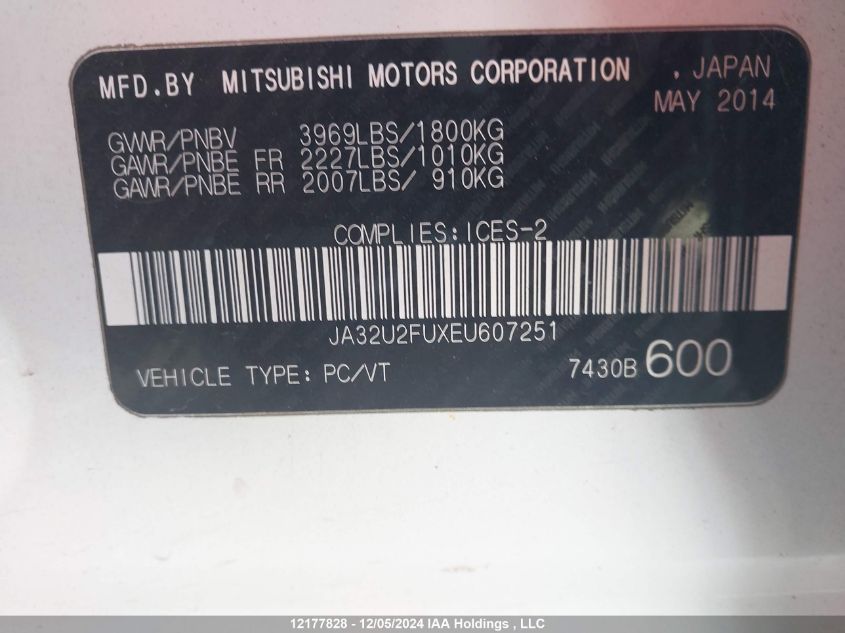 MFD.BY MITSUBISHI MOTORS CORPORATION . JAPAN
MAY 2014
GVWR/PNBV 3969LBS/1800KG
GAWR/PNBE FR 2227LBS/1010KG
GAWR/PNBE RR 2007LBS/ 910KG
COMPLIES:ICES-2
JA32U2FUXEU607251
VEHICLE TYPE: PC/VT 7430B 600
12177828 - 12/05/2024 IAA Holdings , LLC